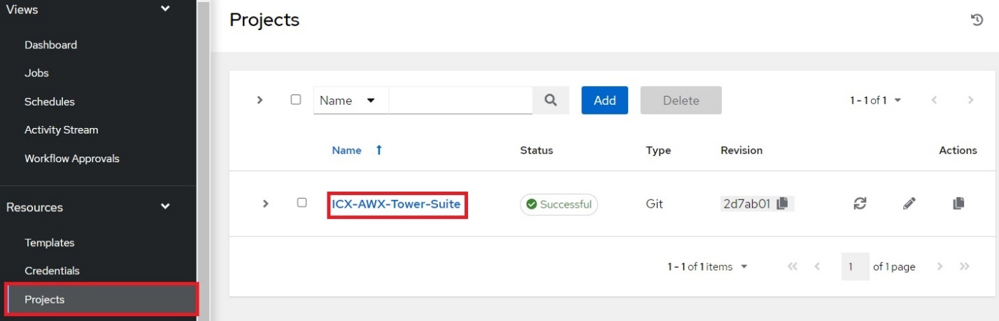 Views
Dashboard
Jobs
Schedules
Activity Stream
Workflow Approvals
Resources
Templates
Credentials
Projects
Projects
Name
Add
Delete
1 - 1 of 1
Name Status Type Revision Actions
ICX-AWX-Tower-Suite Successful Git 2d7ab01
1 - 1 of 1 items 1 of 1 page